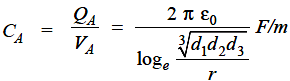 C_A = Q_A / V_A = 2 π ε_0 / (log_e (∛(d_1 d_2 d_3) / r)) F/m